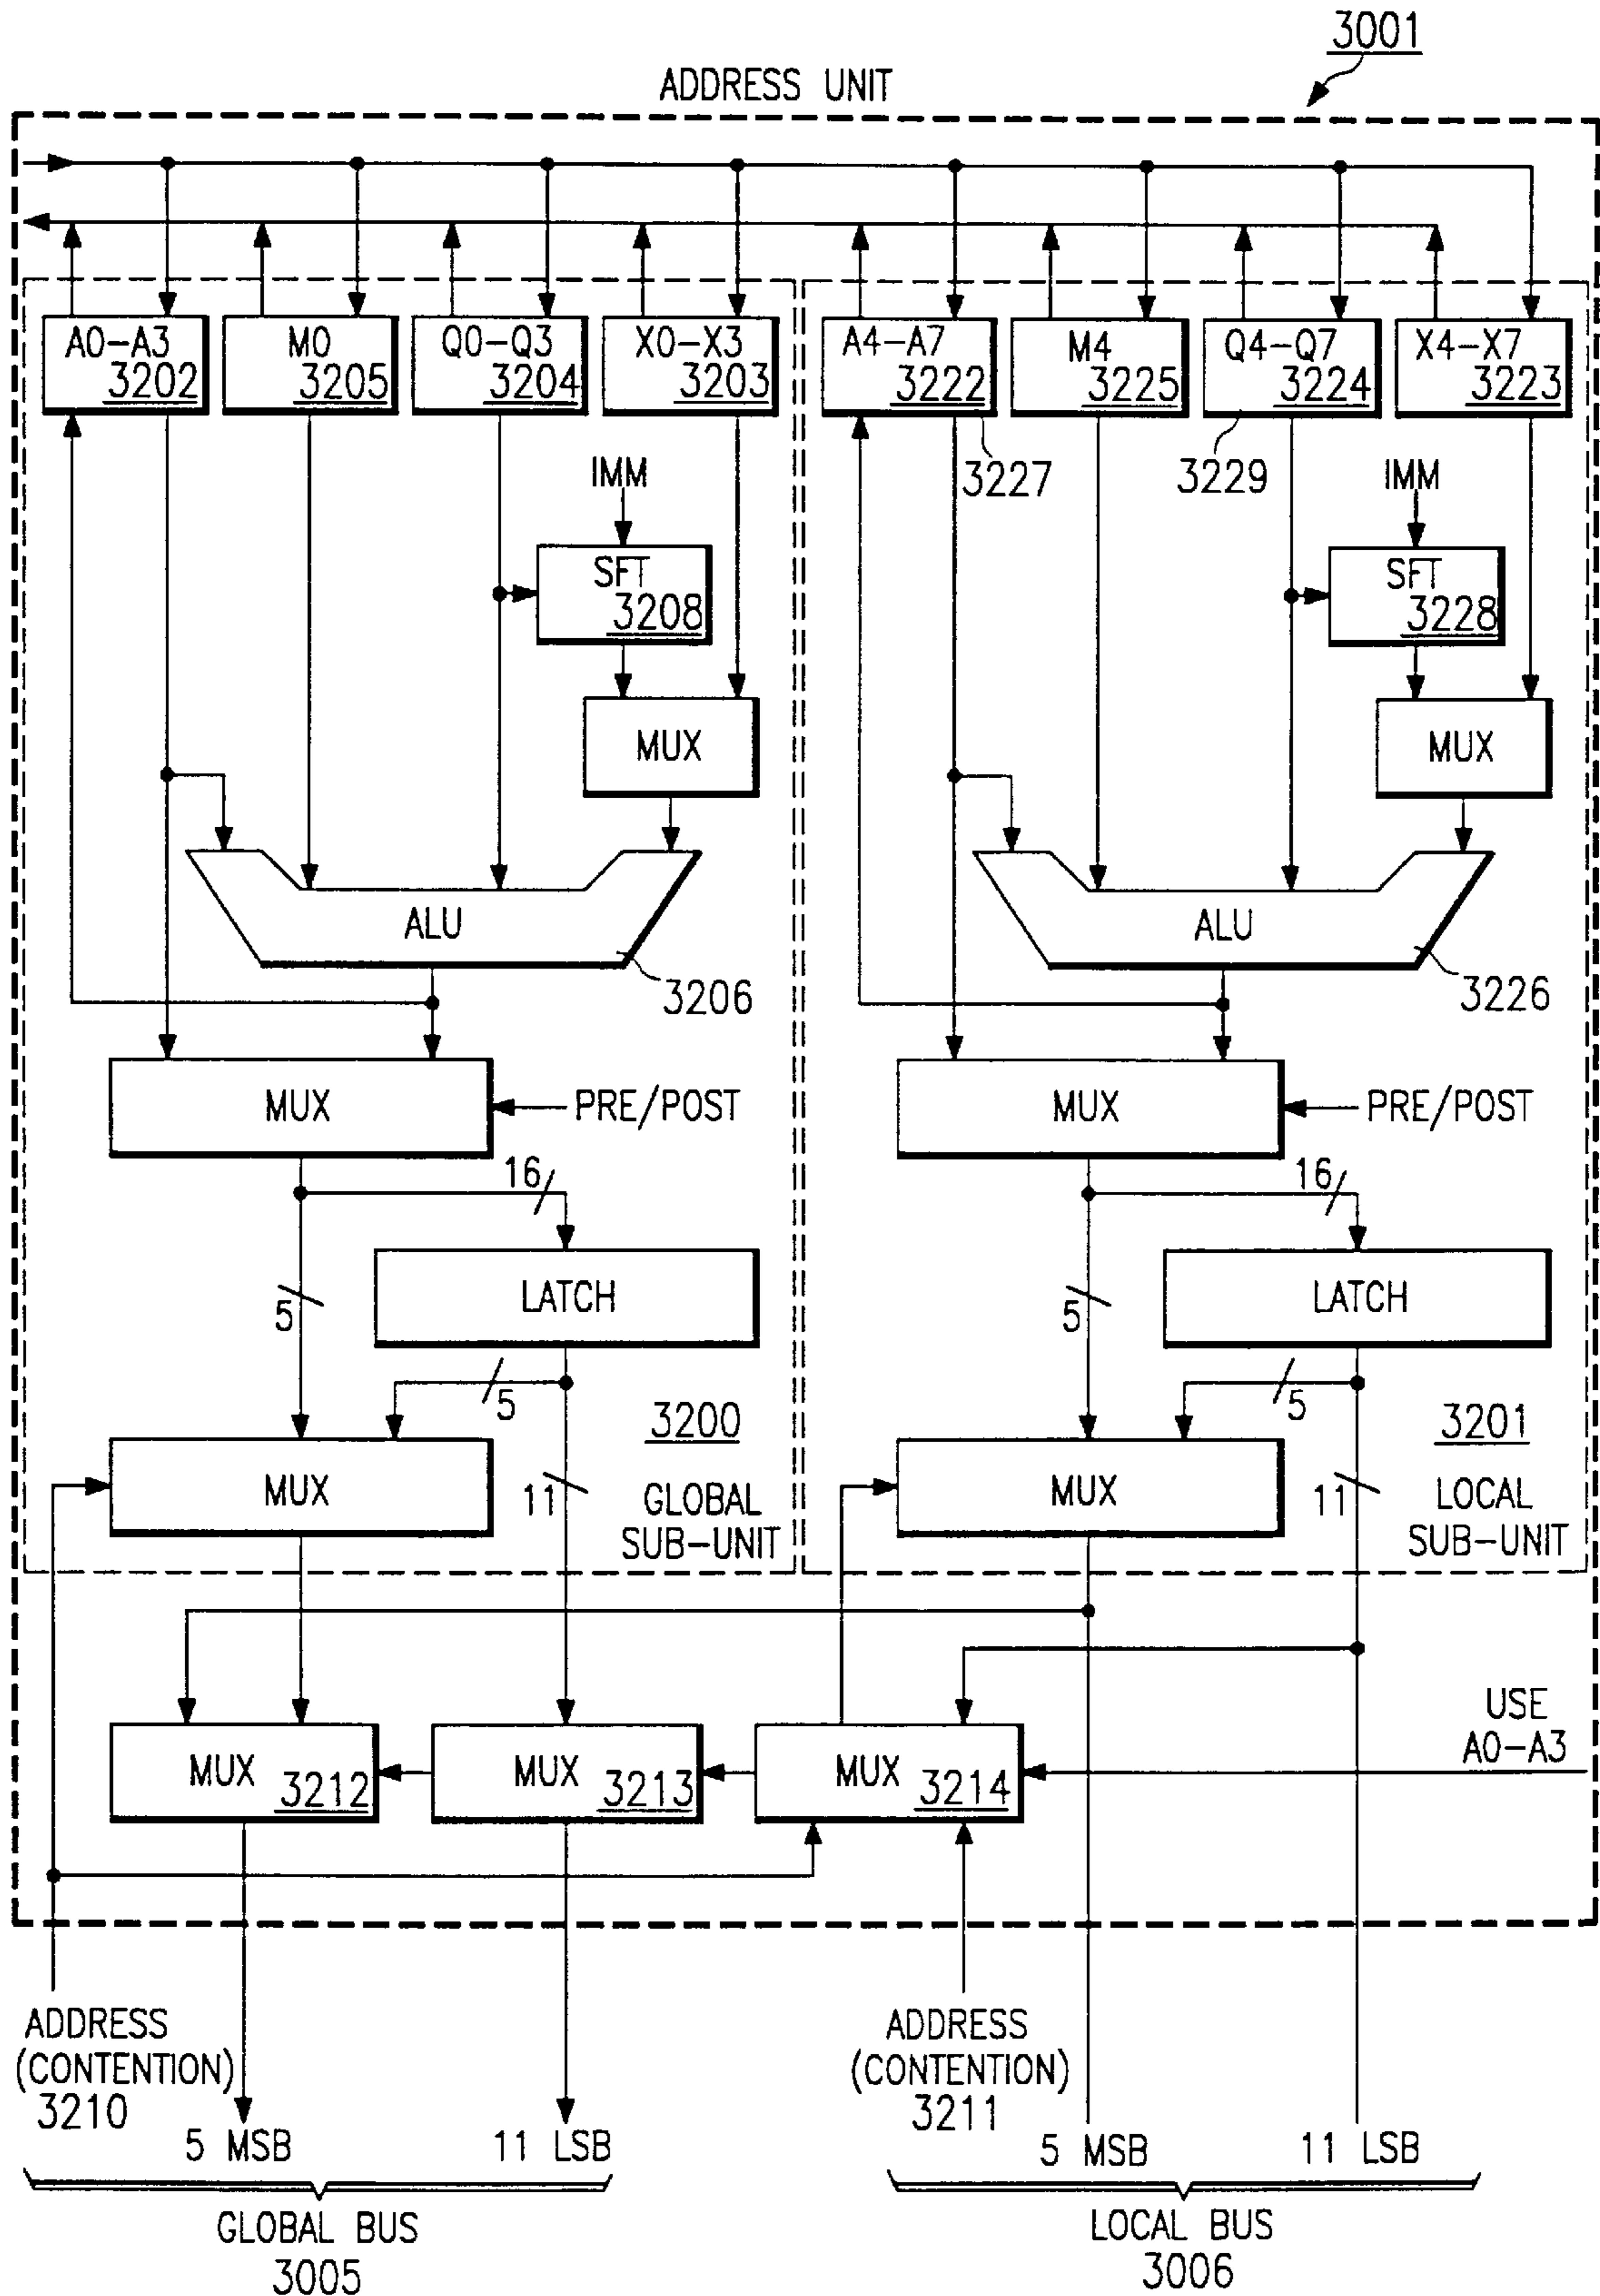 3001
ADDRESS UNIT
A0-A3
3202
M0
3205
Q0-Q3
3204
X0-X3
3203
A4-A7
3222
M4
3225
Q4-Q7
3224
X4-X7
3223
3227
3229
IMM
IMM
SFT
3208
SFT
3228
MUX
MUX
ALU
ALU
3206
3226
MUX
PRE/POST
MUX
PRE/POST
16
16
LATCH
LATCH
5
5
5
5
3200
3201
MUX
11
GLOBAL
SUB-UNIT
MUX
11
LOCAL
SUB-UNIT
USE
A0-A3
MUX
3212
MUX
3213
MUX
3214
ADDRESS
(CONTENTION)
3210
ADDRESS
(CONTENTION)
3211
5 MSB
11 LSB
5 MSB
11 LSB
GLOBAL BUS
3005
LOCAL BUS
3006